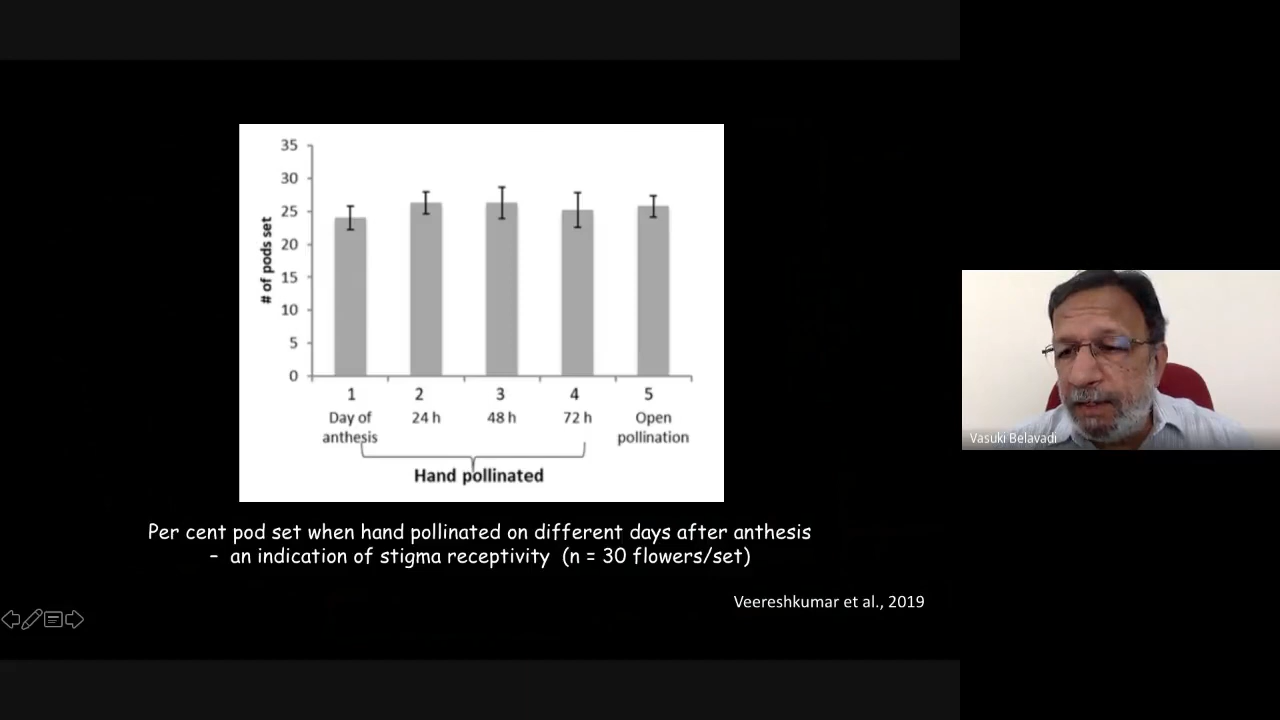 35
30
25
20
15
10
5
0
# of pods set
1 2 3 4 5
Day of anthesis 24 h 48 h 72 h Open pollination
Hand pollinated
Per cent pod set when hand pollinated on different days after anthesis
– an indication of stigma receptivity (n = 30 flowers/set)
Veereshkumar et al., 2019
Vasuki Belavadi